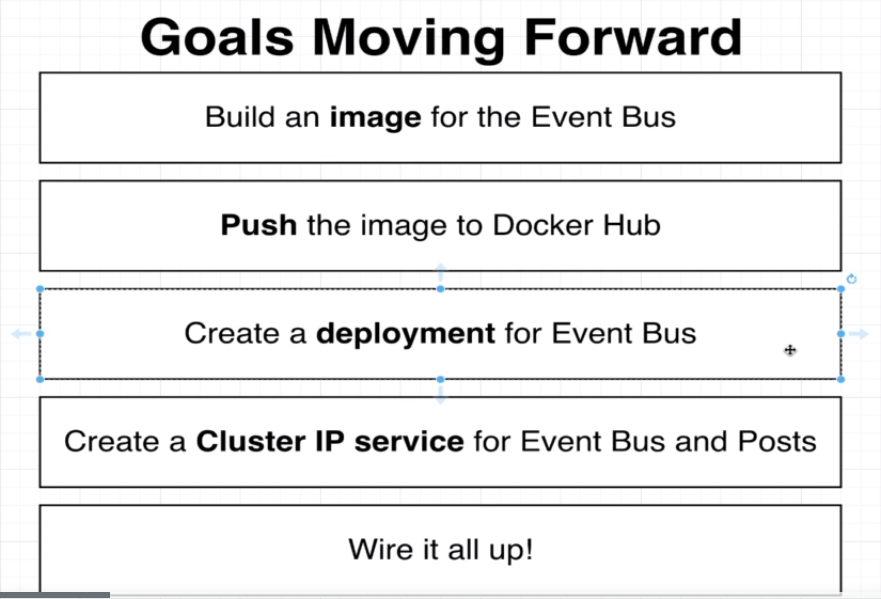 Goals Moving Forward
Build an image for the Event Bus
Push the image to Docker Hub
Create a deployment for Event Bus
Create a Cluster IP service for Event Bus and Posts
Wire it all up!